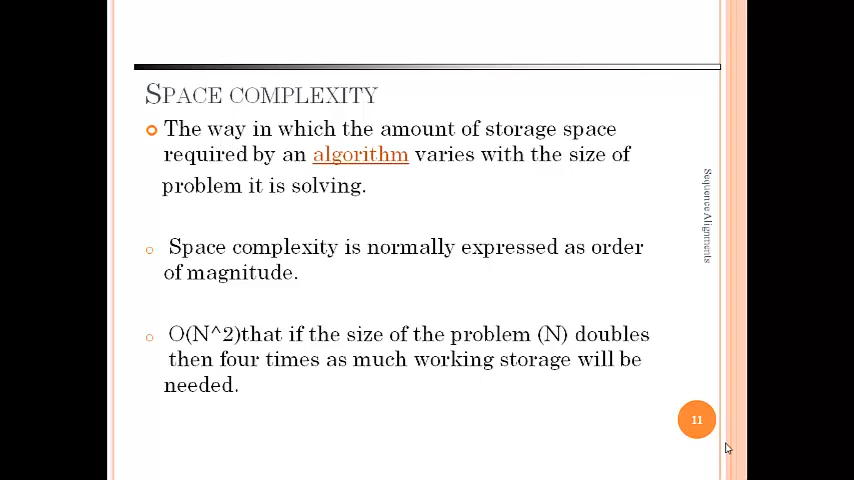 SPACE COMPLEXITY
The way in which the amount of storage space
required by an algorithm varies with the size of
problem it is solving.
Space complexity is normally expressed as order
of magnitude.
O(N^2)that if the size of the problem (N) doubles
then four times as much working storage will be
needed.
Sequence Alignments
11